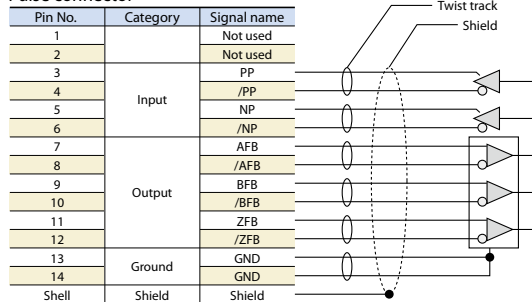 Pulse connector
Twist track
Shield
Pin No. Category Signal name
1 Not used
2 Not used
3 PP
4 /PP
Input
5 NP
6 /NP
7 AFB
8 /AFB
9 BFB
Output
10 /BFB
11 ZFB
12 /ZFB
13 GND
Ground
14 GND
Shell Shield Shield